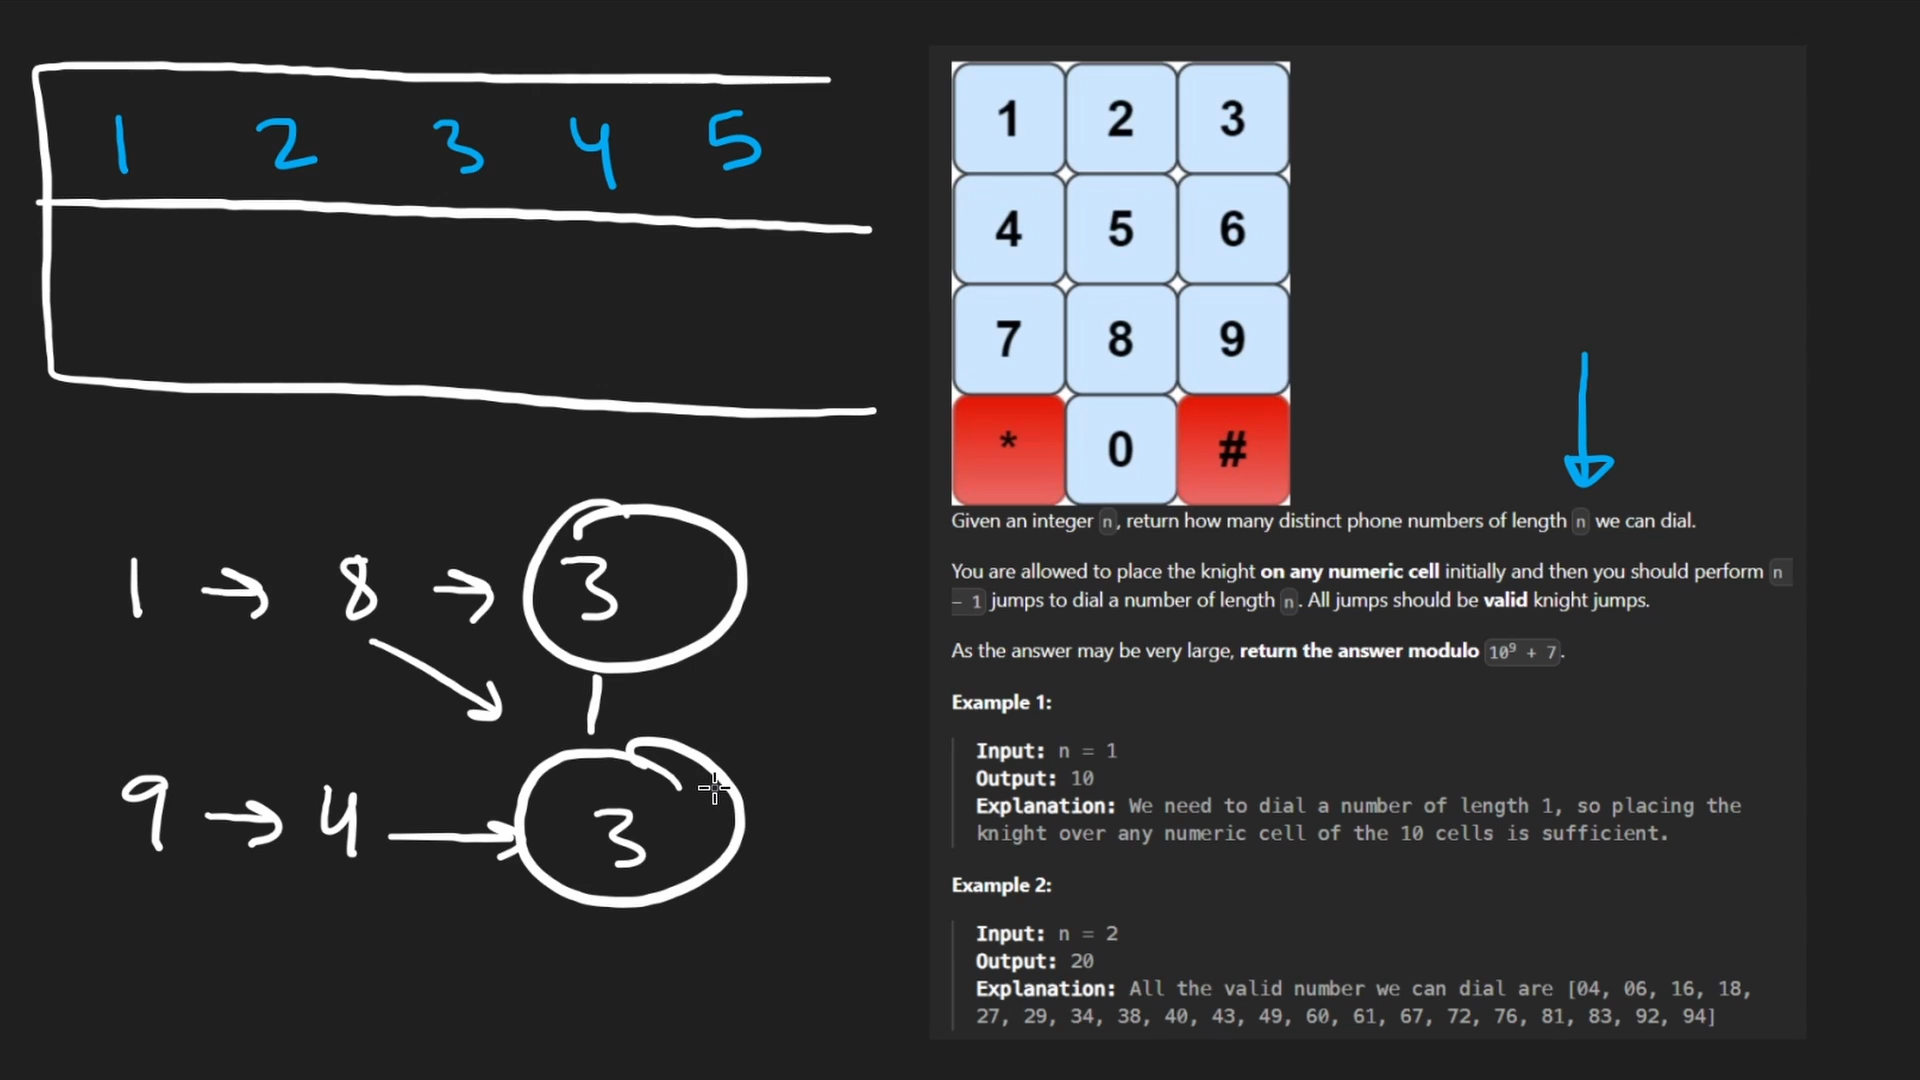 1 2 3 4 5
1 → 8 → 3
9 → 4 → 3
1 2 3
4 5 6
7 8 9
* 0 #
Given an integer n, return how many distinct phone numbers of length n we can dial.
You are allowed to place the knight on any numeric cell initially and then you should perform n
- 1 jumps to dial a number of length n. All jumps should be valid knight jumps.
As the answer may be very large, return the answer modulo 10⁹ + 7.
Example 1:
Input: n = 1
Output: 10
Explanation: We need to dial a number of length 1, so placing the
knight over any numeric cell of the 10 cells is sufficient.
Example 2:
Input: n = 2
Output: 20
Explanation: All the valid number we can dial are [04, 06, 16, 18,
27, 29, 34, 38, 40, 43, 49, 60, 61, 67, 72, 76, 81, 83, 92, 94]